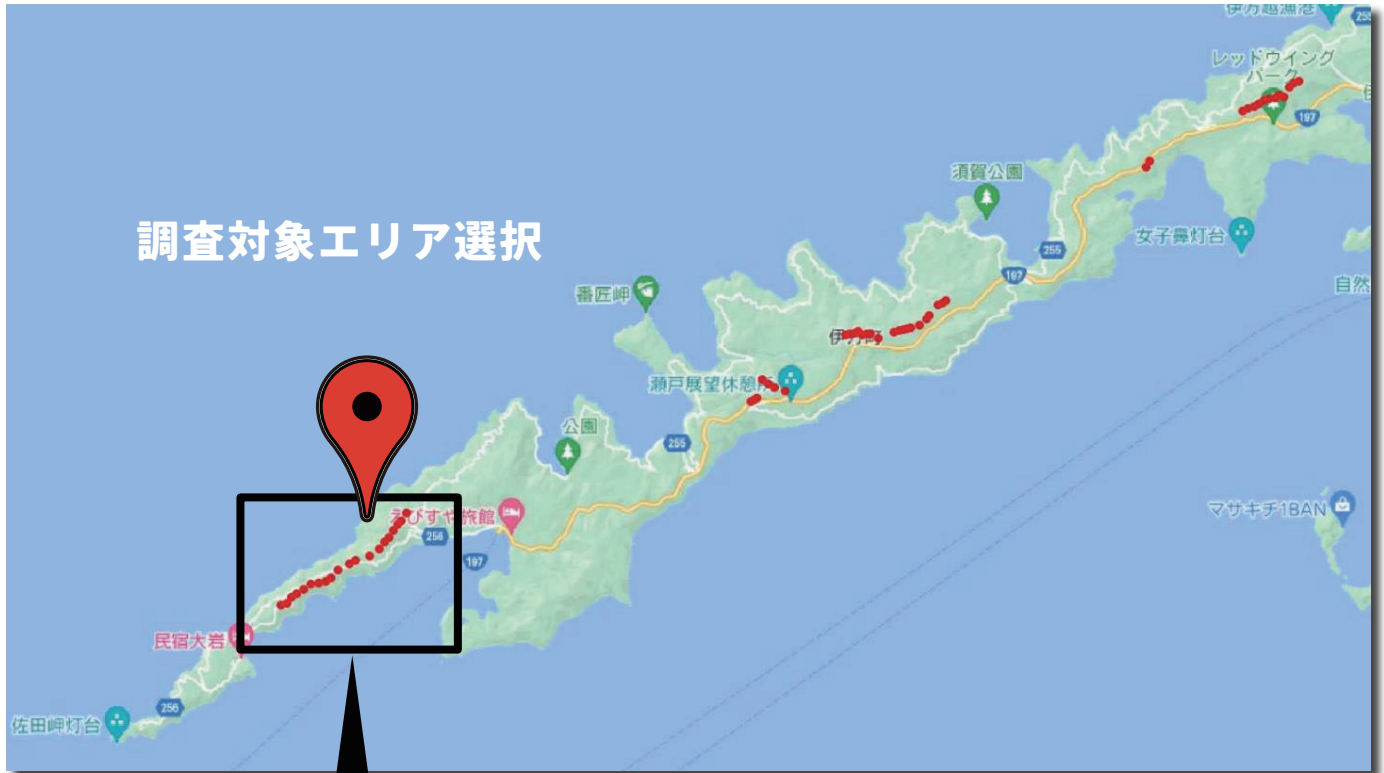 伊方越漁港
レッドウイング
パーク
197
須賀公園
調査対象エリア選択
255
女子鼻灯台
197
自然
番匠岬
伊方町
瀬戸展望休憩所
公園
255
えびすや旅館
256
マサキチ1BAN
197
民宿大岩
256
佐田岬灯台